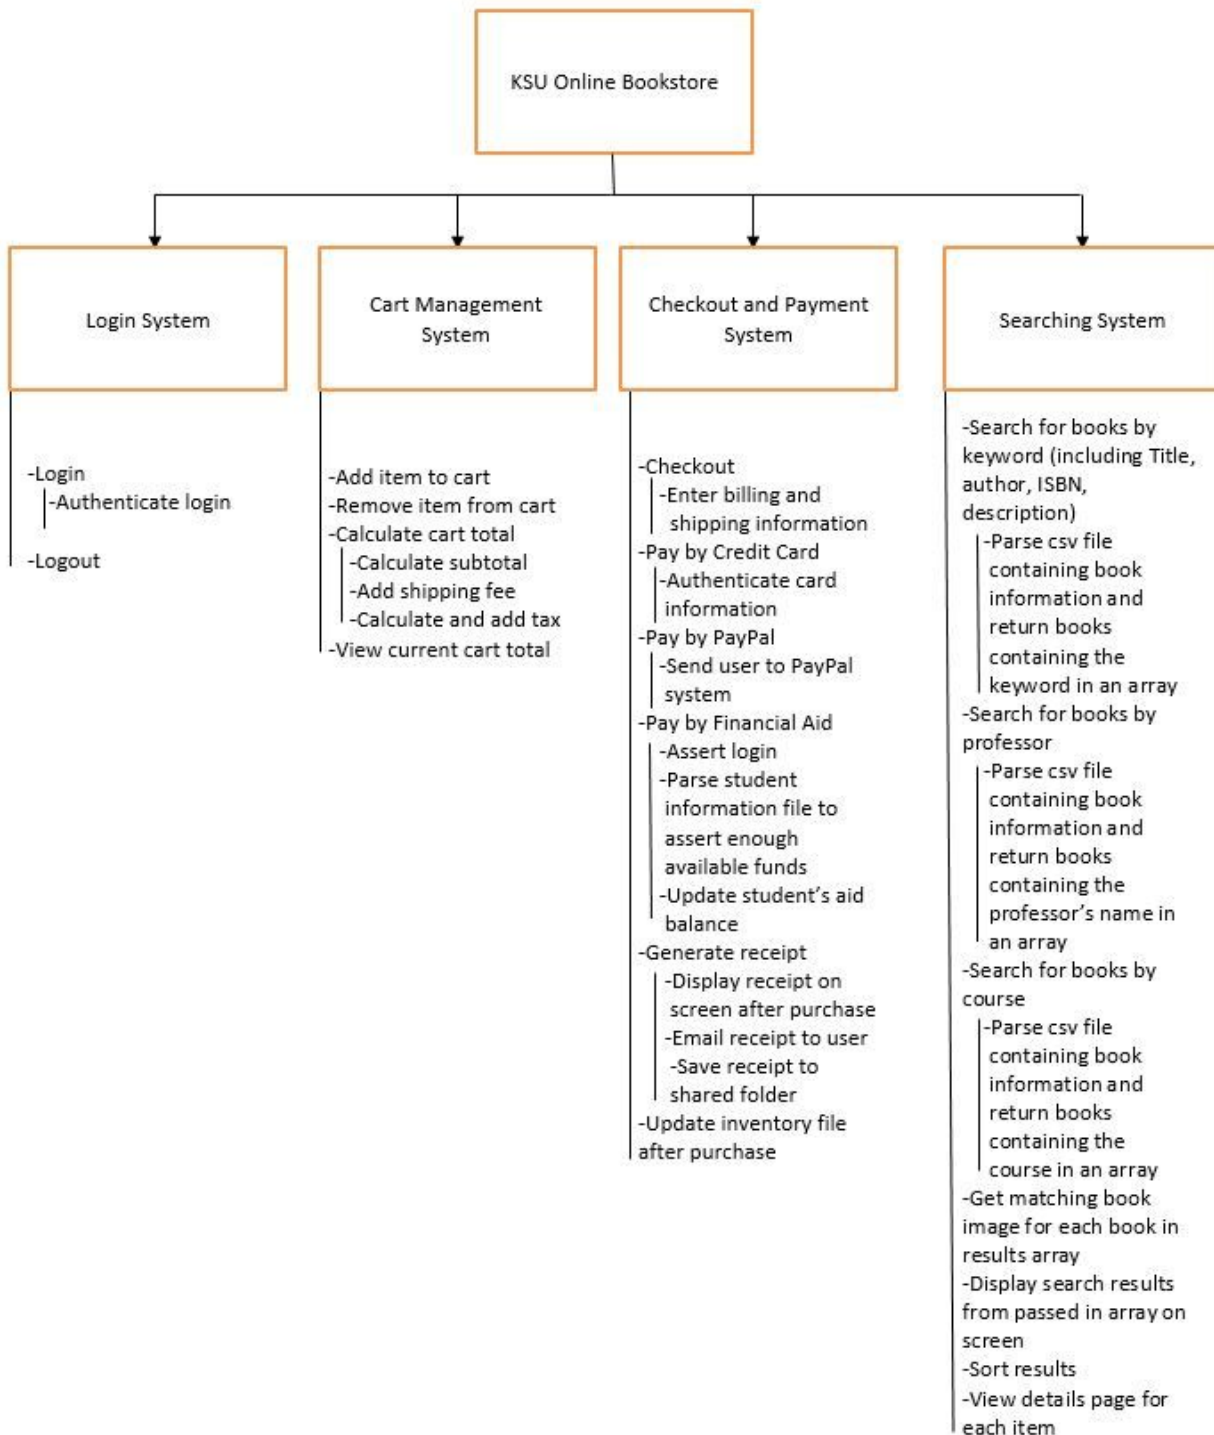 KSU Online Bookstore
Login System
Cart Management
System
Checkout and Payment
System
Searching System
-Login
-Authenticate login
-Logout
-Add item to cart
-Remove item from cart
-Calculate cart total
-Calculate subtotal
-Add shipping fee
-Calculate and add tax
-View current cart total
-Checkout
-Enter billing and
shipping information
-Pay by Credit Card
-Authenticate card
information
-Pay by PayPal
-Send user to PayPal
system
-Pay by Financial Aid
-Assert login
-Parse student
information file to
assert enough
available funds
-Update student’s aid
balance
-Generate receipt
-Display receipt on
screen after purchase
-Email receipt to user
-Save receipt to
shared folder
-Update inventory file
after purchase
-Search for books by
keyword (including Title,
author, ISBN,
description)
-Parse csv file
containing book
information and
return books
containing the
keyword in an array
-Search for books by
professor
-Parse csv file
containing book
information and
return books
containing the
professor’s name in
an array
-Search for books by
course
-Parse csv file
containing book
information and
return books
containing the
course in an array
-Get matching book
image for each book in
results array
-Display search results
from passed in array on
screen
-Sort results
-View details page for
each item